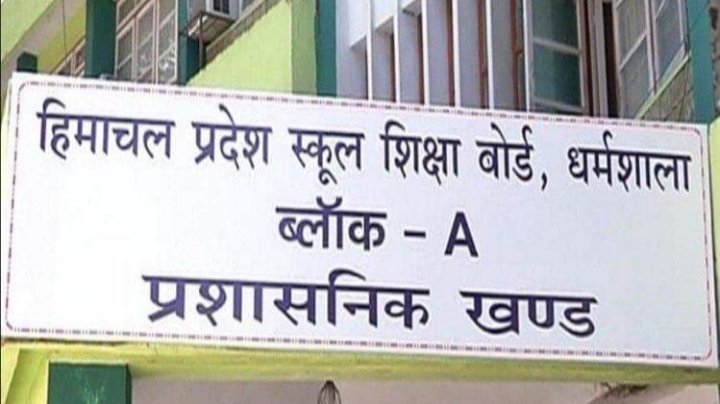 हिमाचल प्रदेश स्कूल शिक्षा बोर्ड, धर्मशाला
ब्लॉक - A
प्रशासनिक खण्ड